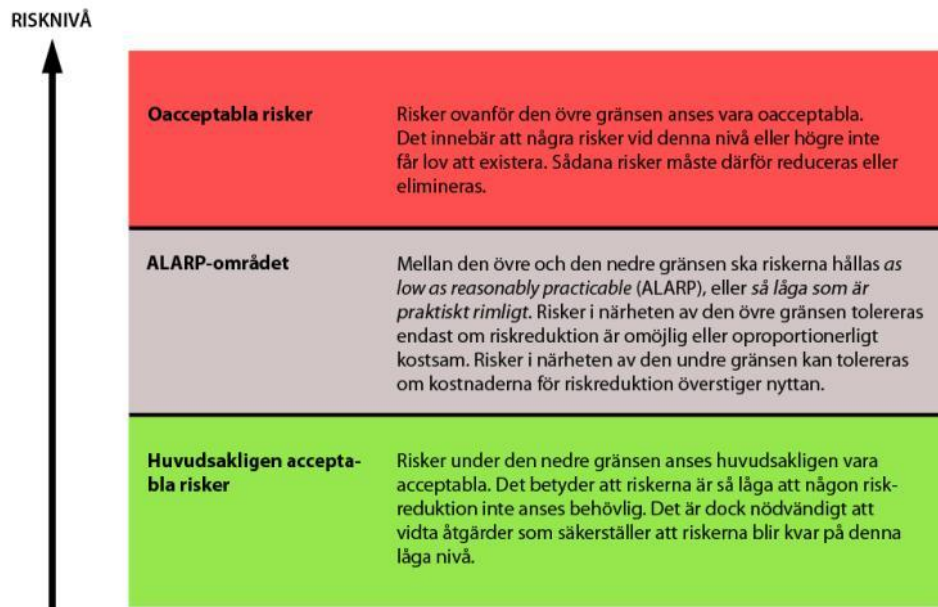 RISKNIVÅ
Oacceptabla risker
Risker ovanför den övre gränsen anses vara oacceptabla.
Det innebär att några risker vid denna nivå eller högre inte
får lov att existera. Sådana risker måste därför reduceras eller
elimineras.
ALARP-området
Mellan den övre och den nedre gränsen ska riskerna hållas as
low as reasonably practicable (ALARP), eller så låga som är
praktiskt rimligt. Risker i närheten av den övre gränsen tolereras
endast om riskreduktion är omöjlig eller oproportionerligt
kostsam. Risker i närheten av den undre gränsen kan tolereras
om kostnaderna för riskreduktion överstiger nyttan.
Huvudsakligen accepta-
bla risker
Risker under den nedre gränsen anses huvudsakligen vara
acceptabla. Det betyder att riskerna är så låga att någon risk-
reduktion inte anses behövlig. Det är dock nödvändigt att
vidta åtgärder som säkerställer att riskerna blir kvar på denna
låga nivå.